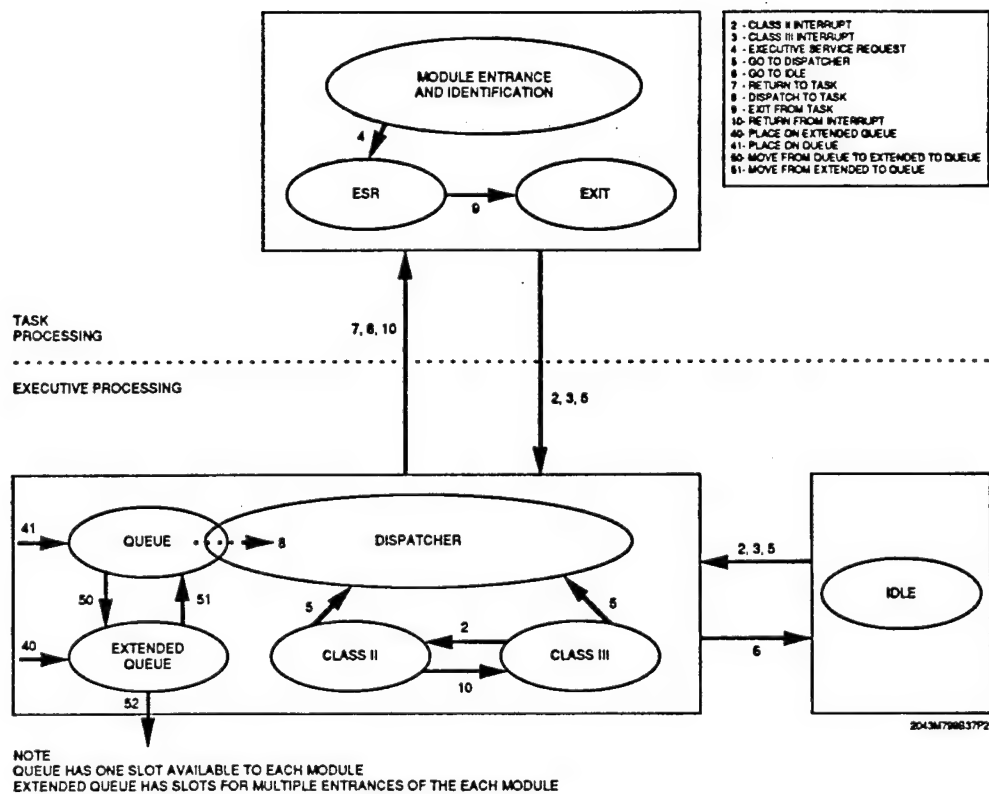 2 - CLASS II INTERRUPT
3 - CLASS III INTERRUPT
4 - EXECUTIVE SERVICE REQUEST
5 - GO TO DISPATCHER
6 - GO TO IDLE
7 - RETURN TO TASK
8 - DISPATCH TO TASK
9 - EXIT FROM TASK
10 - RETURN FROM INTERRUPT
40 - PLACE ON EXTENDED QUEUE
41 - PLACE ON QUEUE
50 - MOVE FROM QUEUE TO EXTENDED TO QUEUE
51 - MOVE FROM EXTENDED TO QUEUE
MODULE ENTRANCE
AND IDENTIFICATION
4
ESR
9
EXIT
TASK
PROCESSING
7, 8, 10
EXECUTIVE PROCESSING
2, 3, 5
41
QUEUE
8
DISPATCHER
2, 3, 5
IDLE
50
51
5
5
40
EXTENDED
QUEUE
CLASS II
2
10
CLASS III
6
52
2043M798B37P2
NOTE
QUEUE HAS ONE SLOT AVAILABLE TO EACH MODULE
EXTENDED QUEUE HAS SLOTS FOR MULTIPLE ENTRANCES OF THE EACH MODULE